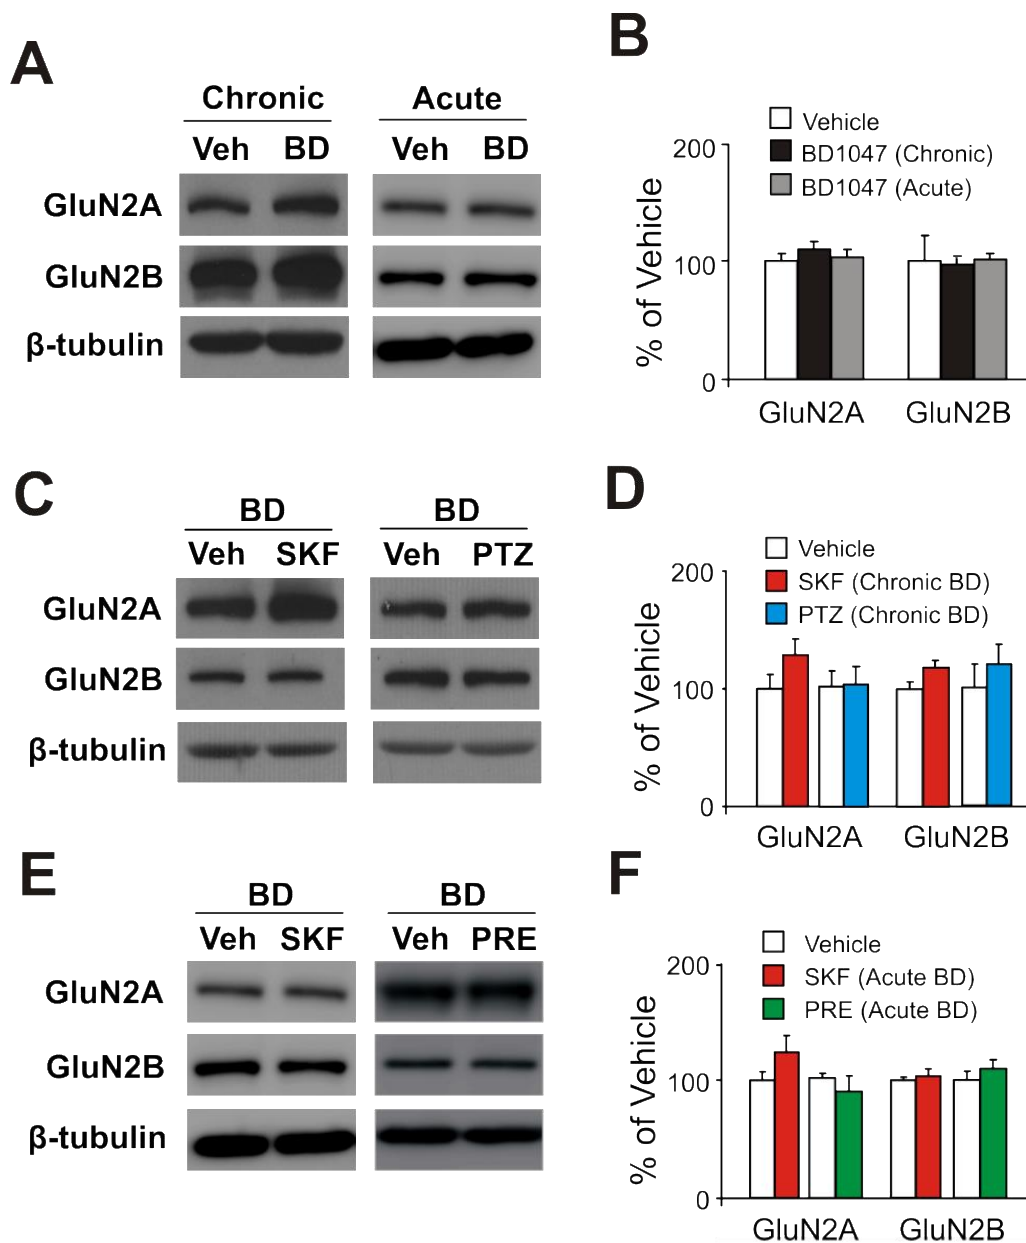 A
Chronic Acute
Veh BD Veh BD
GluN2A
GluN2B
β-tubulin
B
Vehicle
BD1047 (Chronic)
BD1047 (Acute)
% of Vehicle
200
100
0
GluN2A GluN2B
C
BD BD
Veh SKF Veh PTZ
GluN2A
GluN2B
β-tubulin
D
Vehicle
SKF (Chronic BD)
PTZ (Chronic BD)
% of Vehicle
200
100
0
GluN2A GluN2B
E
BD BD
Veh SKF Veh PRE
GluN2A
GluN2B
β-tubulin
F
Vehicle
SKF (Acute BD)
PRE (Acute BD)
% of Vehicle
200
100
0
GluN2A GluN2B